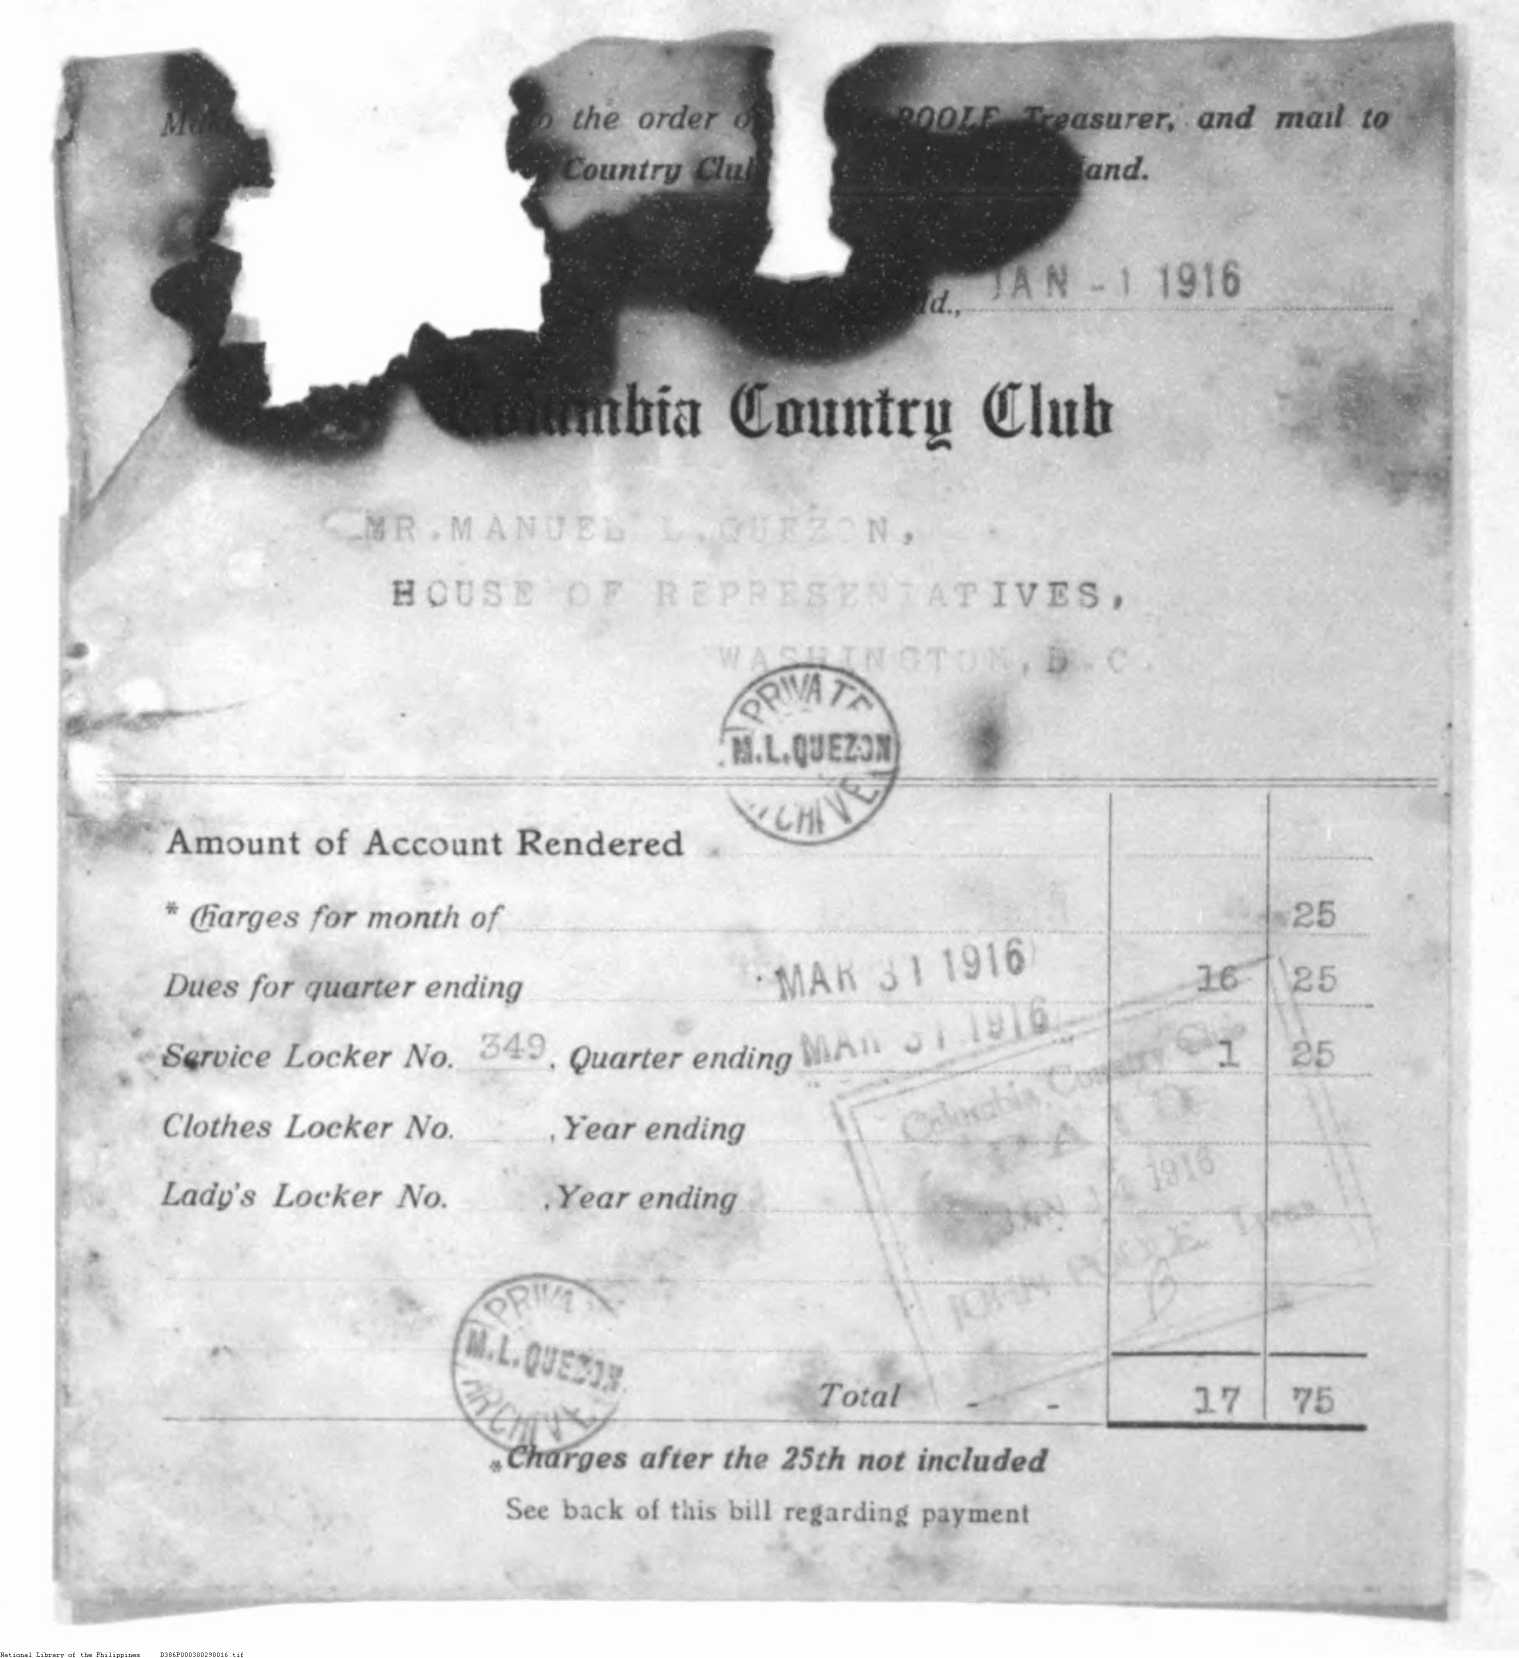 the order POOLE Treasurer, and mail to
Country Club
JAN - 1 1916
Columbia Country Club
MR. MANUEL L. QUEZON,
HOUSE OF REPRESENTATIVES,
WASHINGTON, D.C.
PRIVATE
M.L.QUEZON
ARCHIVE
Amount of Account Rendered
* Charges for month of 25
Dues for quarter ending MAR 31 1916 16 25
Service Locker No. 349, Quarter ending MAR 31 1916 1 25
Clothes Locker No. , Year ending
Lady's Locker No. , Year ending
Columbia Country Club
PAID
JAN 1916
JOHN POOLE Treas
PRIVA
M.L.QUEZON
ARCHIVE
Total - - 17 75
*Charges after the 25th not included
See back of this bill regarding payment
National Library of the Philippines D386P000380298016.tif